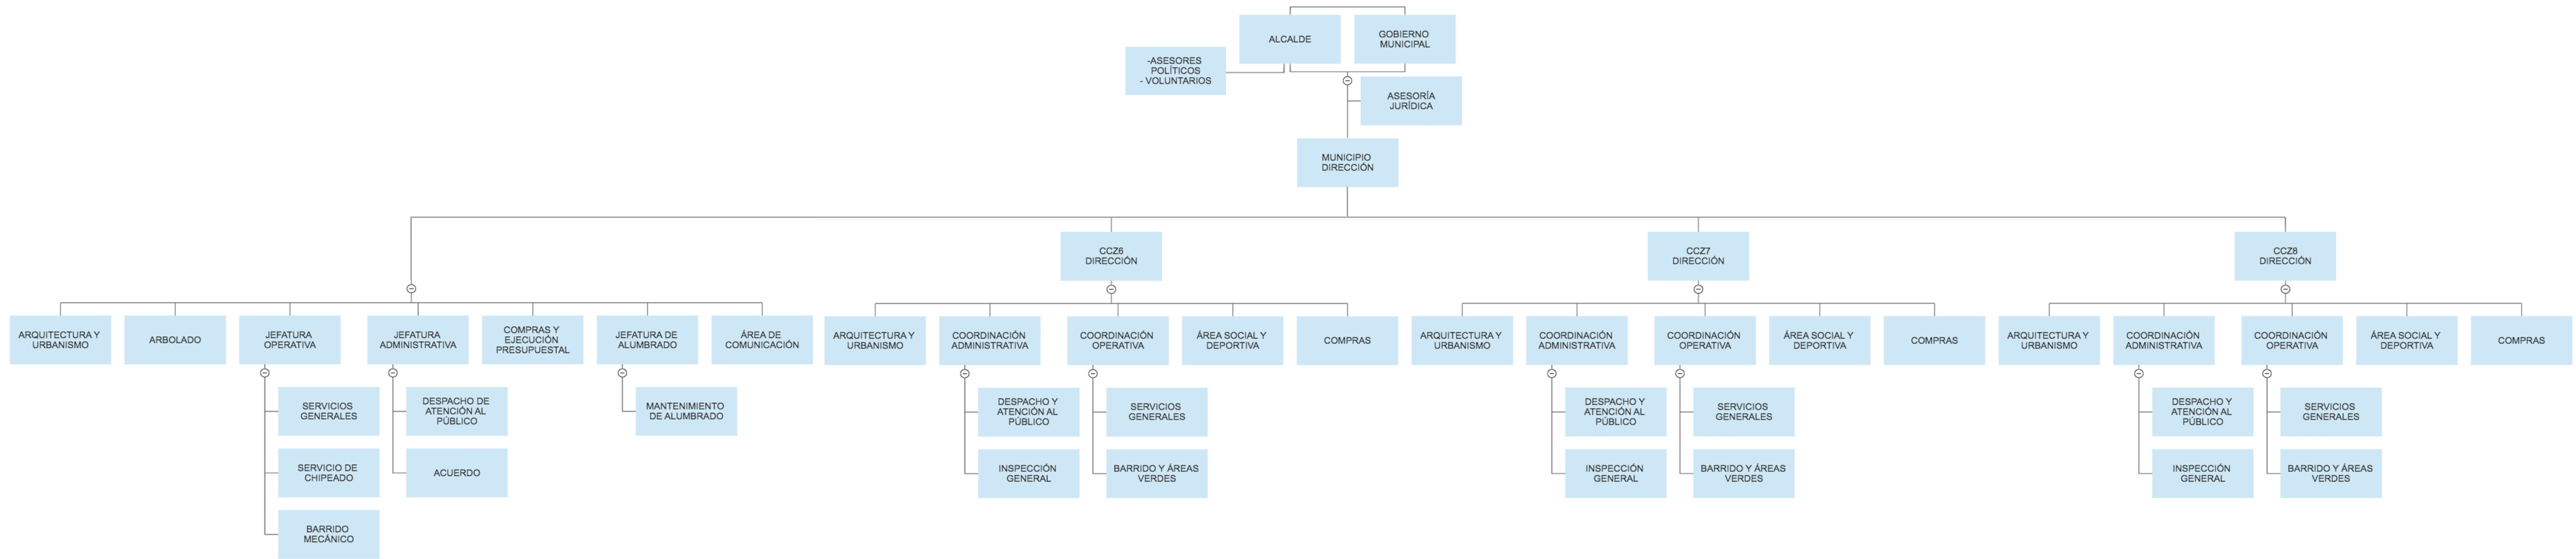 ALCALDE
GOBIERNO
MUNICIPAL
-ASESORES
POLÍTICOS
- VOLUNTARIOS
ASESORÍA
JURÍDICA
MUNICIPIO
DIRECCIÓN
CCZ6
DIRECCIÓN
CCZ7
DIRECCIÓN
CCZ8
DIRECCIÓN
ARQUITECTURA Y
URBANISMO
ARBOLADO
JEFATURA
OPERATIVA
JEFATURA
ADMINISTRATIVA
COMPRAS Y
EJECUCIÓN
PRESUPUESTAL
JEFATURA DE
ALUMBRADO
ÁREA DE
COMUNICACIÓN
ARQUITECTURA Y
URBANISMO
COORDINACIÓN
ADMINISTRATIVA
COORDINACIÓN
OPERATIVA
ÁREA SOCIAL Y
DEPORTIVA
COMPRAS
ARQUITECTURA Y
URBANISMO
COORDINACIÓN
ADMINISTRATIVA
COORDINACIÓN
OPERATIVA
ÁREA SOCIAL Y
DEPORTIVA
COMPRAS
ARQUITECTURA Y
URBANISMO
COORDINACIÓN
ADMINISTRATIVA
COORDINACIÓN
OPERATIVA
ÁREA SOCIAL Y
DEPORTIVA
COMPRAS
SERVICIOS
GENERALES
DESPACHO DE
ATENCIÓN AL
PÚBLICO
MANTENIMIENTO
DE ALUMBRADO
DESPACHO Y
ATENCIÓN AL
PÚBLICO
SERVICIOS
GENERALES
DESPACHO Y
ATENCIÓN AL
PÚBLICO
SERVICIOS
GENERALES
DESPACHO Y
ATENCIÓN AL
PÚBLICO
SERVICIOS
GENERALES
SERVICIO DE
CHIPEADO
ACUERDO
INSPECCIÓN
GENERAL
BARRIDO Y ÁREAS
VERDES
INSPECCIÓN
GENERAL
BARRIDO Y ÁREAS
VERDES
INSPECCIÓN
GENERAL
BARRIDO Y ÁREAS
VERDES
BARRIDO
MECÁNICO